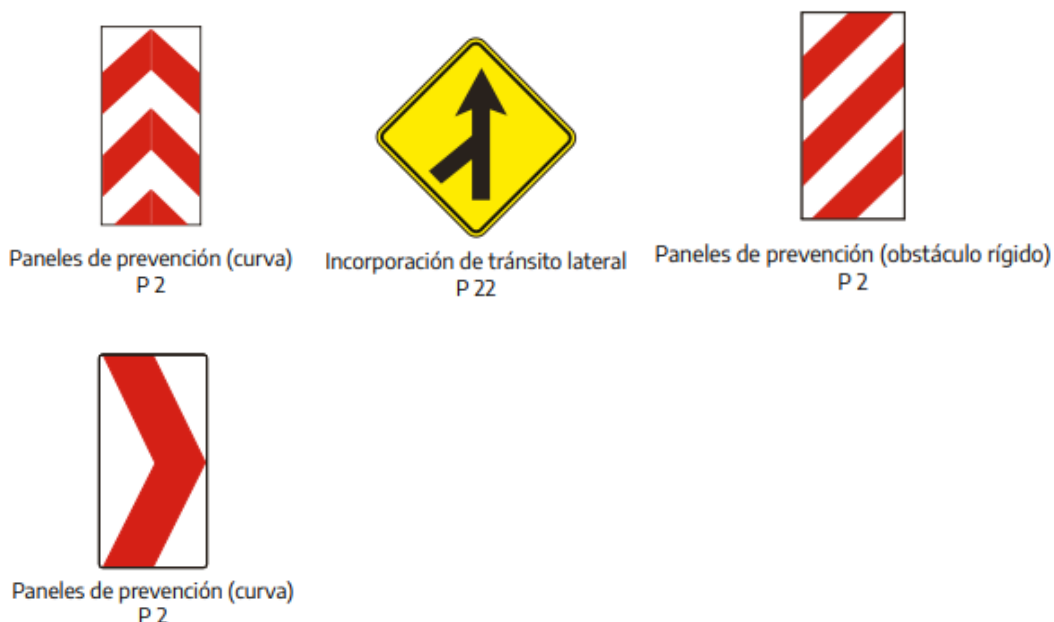 Paneles de prevención (curva)
P 2
Incorporación de tránsito lateral
P 22
Paneles de prevención (obstáculo rígido)
P 2
Paneles de prevención (curva)
P 2